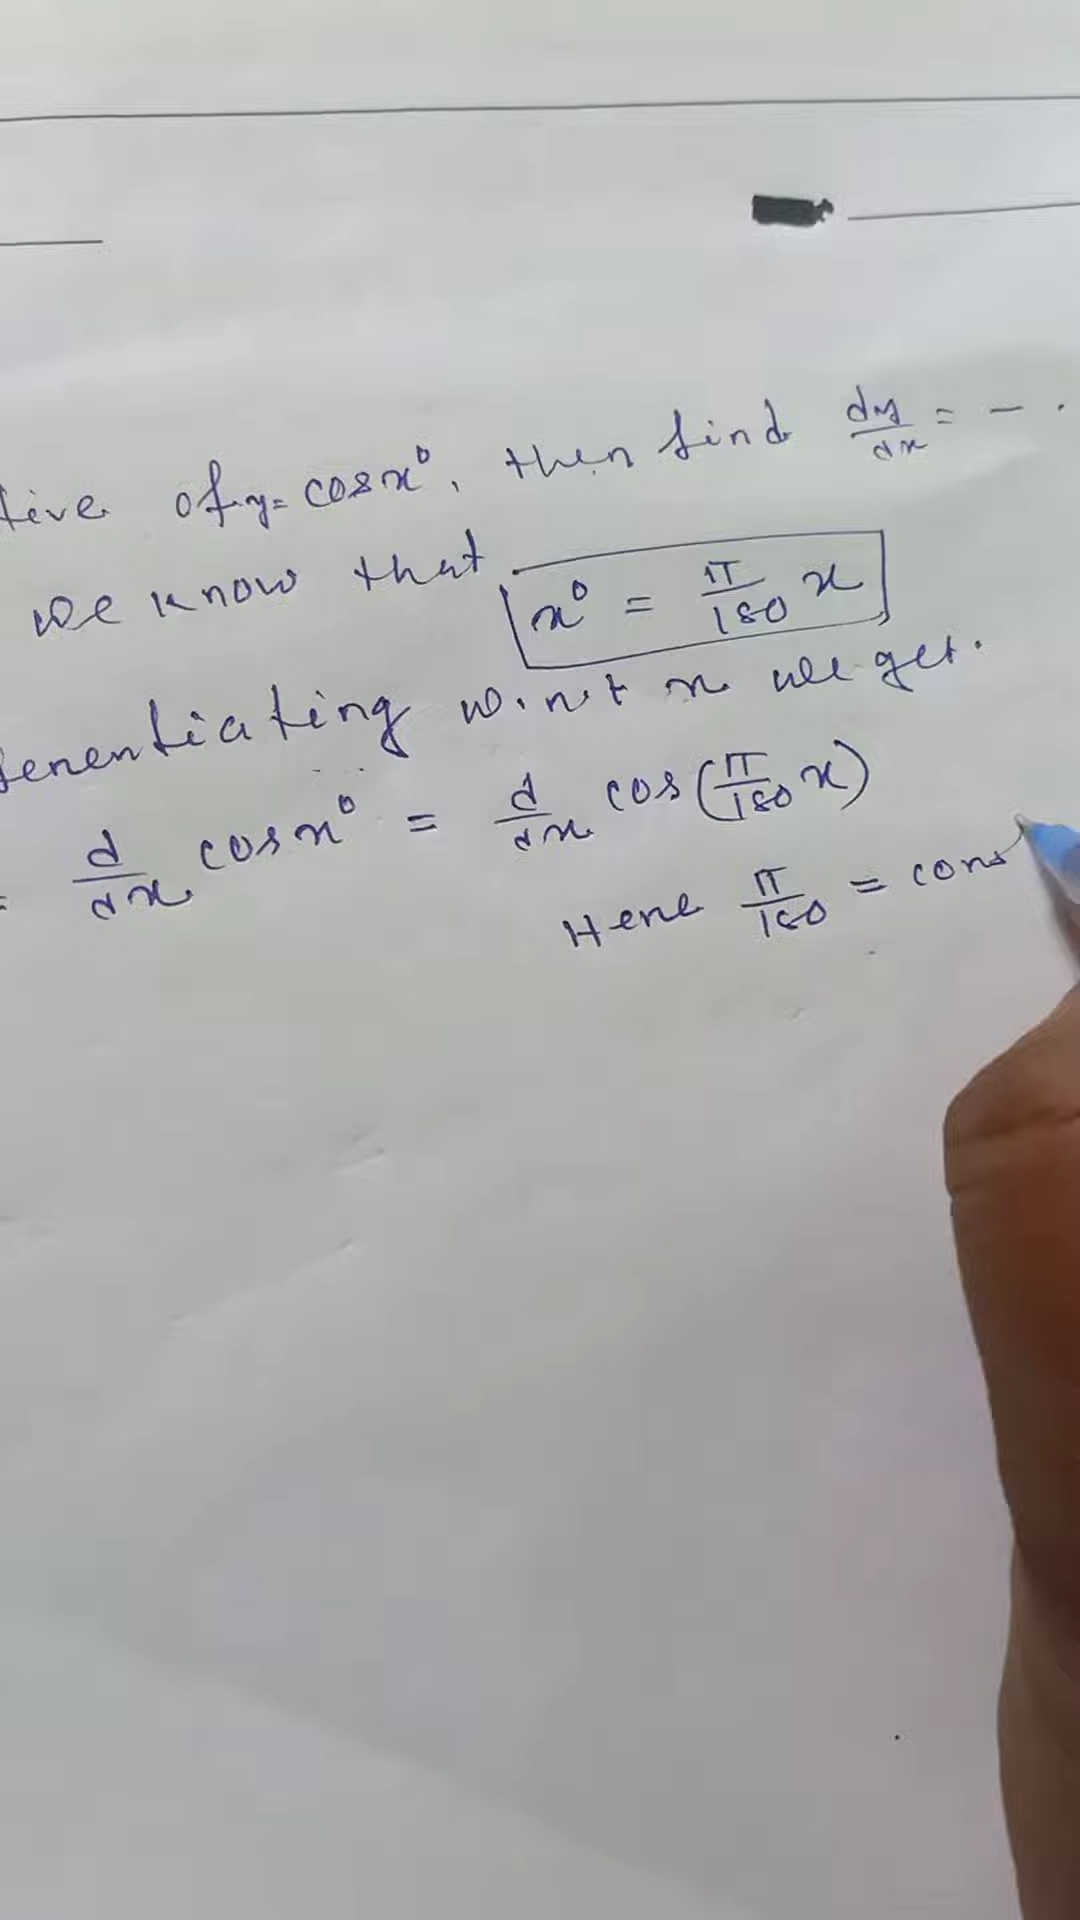 tive of y = cos x°, then find dy/dx = - .
we know that x° = π/180 x
ferentiating w.r.t x we get.
= d/dx cos x° = d/dx cos(π/180 x)
Here π/180 = cons